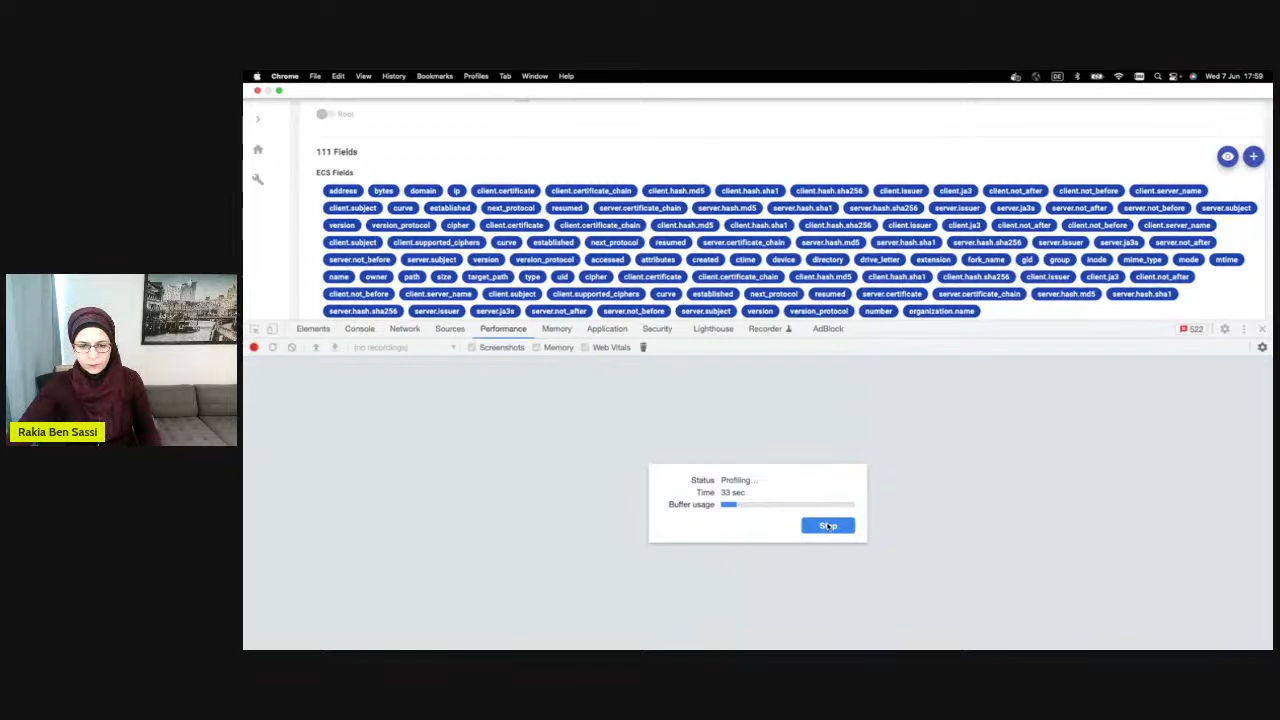 Chrome File Edit View History Bookmarks Profiles Tab Window Help DE Wed 7 Jun 17:59
Root
111 Fields
ECS Fields
address bytes domain ip client.certificate client.certificate_chain client.hash.md5 client.hash.sha1 client.hash.sha256 client.issuer client.ja3 client.not_after client.not_before client.server_name
client.subject curve established next_protocol resumed server.certificate_chain server.hash.md5 server.hash.sha1 server.hash.sha256 server.issuer server.ja3s server.not_after server.not_before server.subject
version version_protocol cipher client.certificate client.certificate_chain client.hash.md5 client.hash.sha1 client.hash.sha256 client.issuer client.ja3 client.not_after client.not_before client.server_name
client.subject client.supported_ciphers curve established next_protocol resumed server.certificate_chain server.hash.md5 server.hash.sha1 server.hash.sha256 server.issuer server.ja3s server.not_after
server.not_before server.subject version version_protocol accessed attributes created ctime device directory drive_letter extension fork_name gid group inode mime_type mode mtime
name owner path size target_path type uid cipher client.certificate client.certificate_chain client.hash.md5 client.hash.sha1 client.hash.sha256 client.issuer client.ja3 client.not_after
client.not_before client.server_name client.subject client.supported_ciphers curve established next_protocol resumed server.certificate server.certificate_chain server.hash.md5 server.hash.sha1
server.hash.sha256 server.issuer server.ja3s server.not_after server.not_before server.subject version version_protocol number organization.name
Elements Console Network Sources Performance Memory Application Security Lighthouse Recorder AdBlock 522
(no recordings) Screenshots Memory Web Vitals
Status Profiling...
Time 33 sec
Buffer usage
Stop
Rakia Ben Sassi